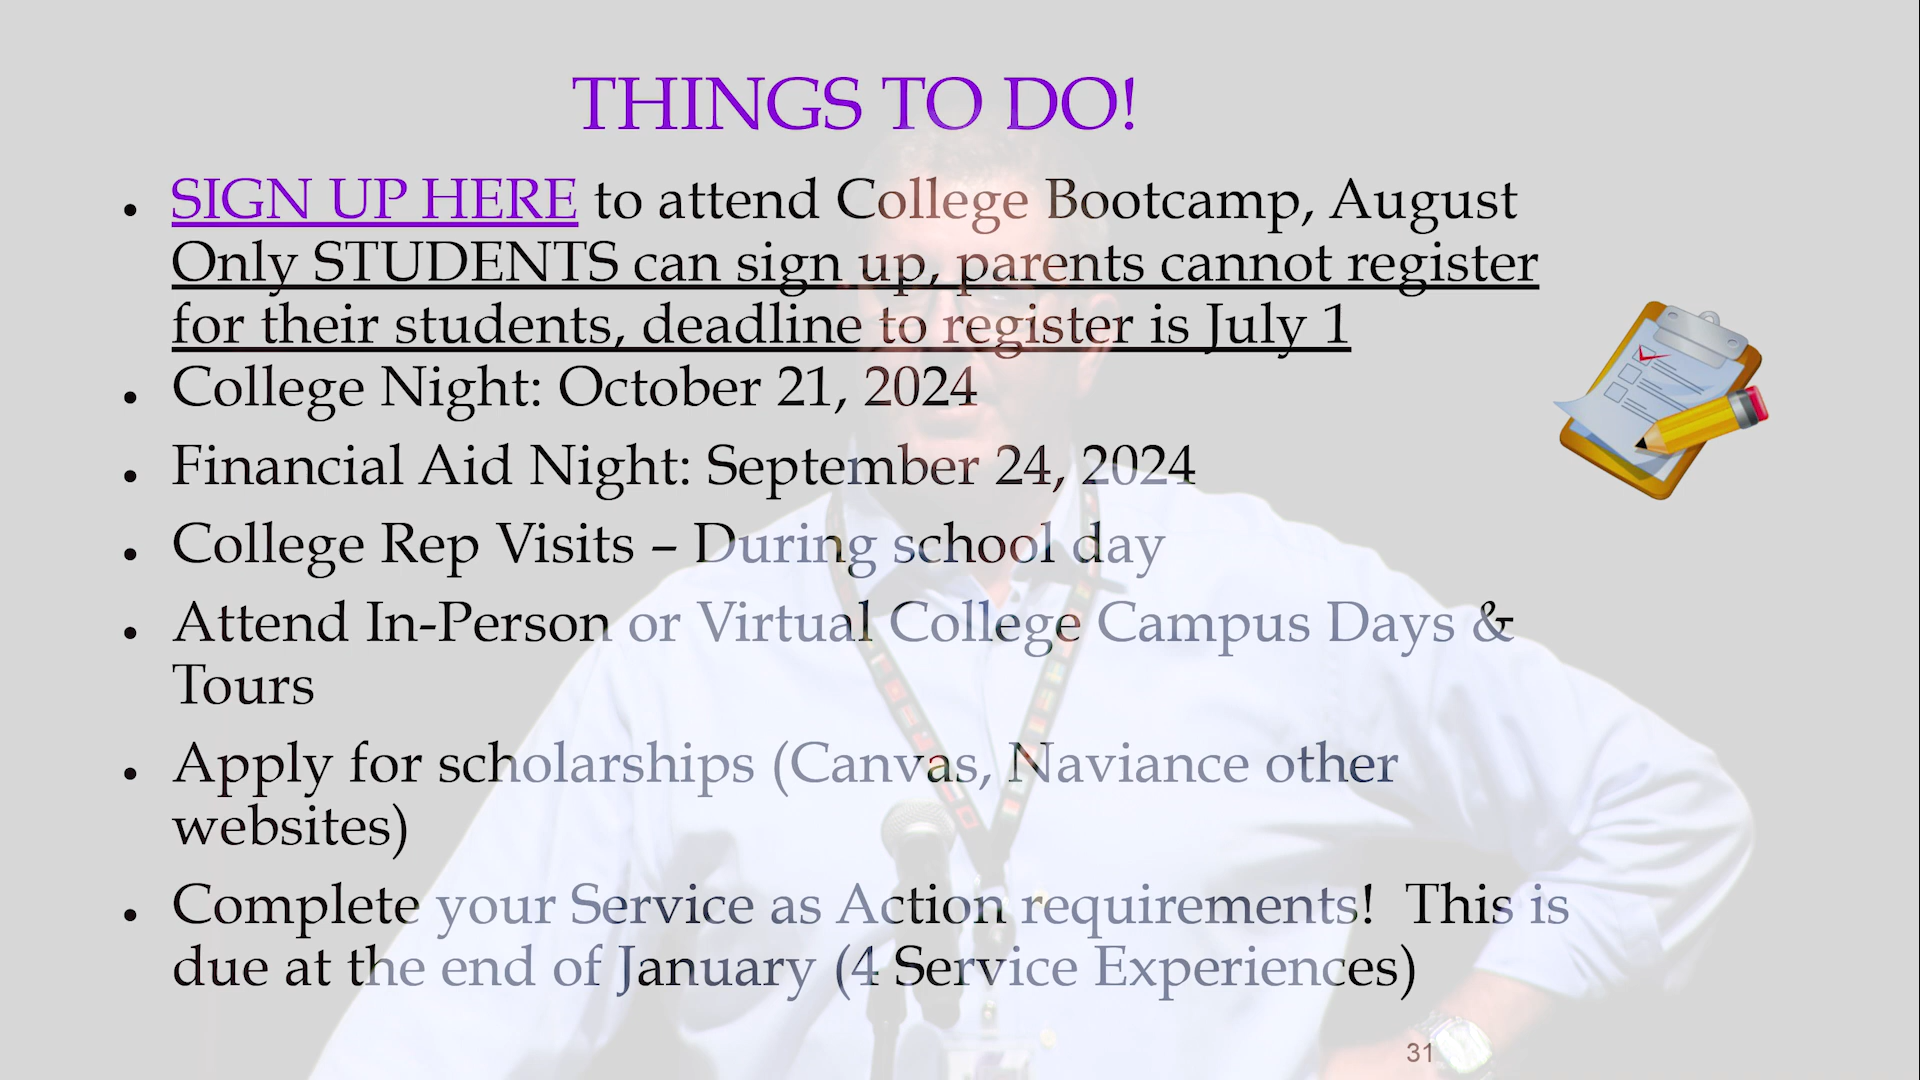 THINGS TO DO!
• SIGN UP HERE to attend College Bootcamp, August
Only STUDENTS can sign up, parents cannot register
for their students, deadline to register is July 1
• College Night: October 21, 2024
• Financial Aid Night: September 24, 2024
• College Rep Visits – During school day
• Attend In-Person or Virtual College Campus Days &
Tours
• Apply for scholarships (Canvas, Naviance other
websites)
• Complete your Service as Action requirements!  This is
due at the end of January (4 Service Experiences)
31